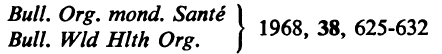 Bull. Org. mond. Santé
Bull. Wld Hlth Org.
} 1968, 38, 625-632